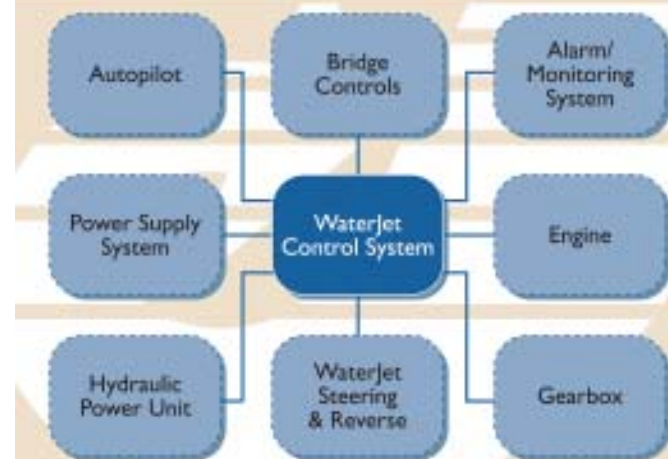 Autopilot
Bridge
Controls
Alarm/
Monitoring
System
Power Supply
System
WaterJet
Control System
Engine
Hydraulic
Power Unit
WaterJet
Steering
& Reverse
Gearbox